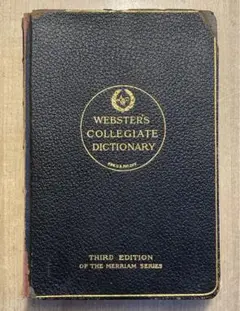 WEBSTER'S
COLLEGIATE
DICTIONARY
THIRD EDITION
OF THE MERRIAM SERIES